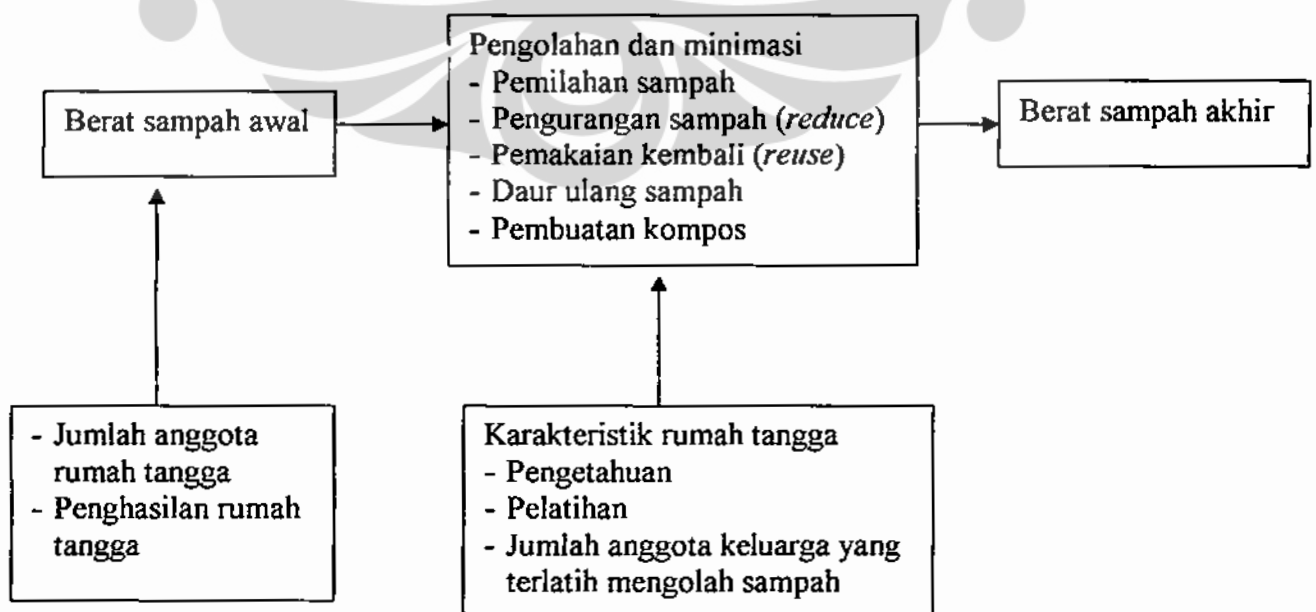 Berat sampah awal
Pengolahan dan minimasi
- Pemilahan sampah
- Pengurangan sampah (reduce)
- Pemakaian kembali (reuse)
- Daur ulang sampah
- Pembuatan kompos
Berat sampah akhir
- Jumlah anggota
rumah tangga
- Penghasilan rumah
tangga
Karakteristik rumah tangga
- Pengetahuan
- Pelatihan
- Jumlah anggota keluarga yang
terlatih mengolah sampah